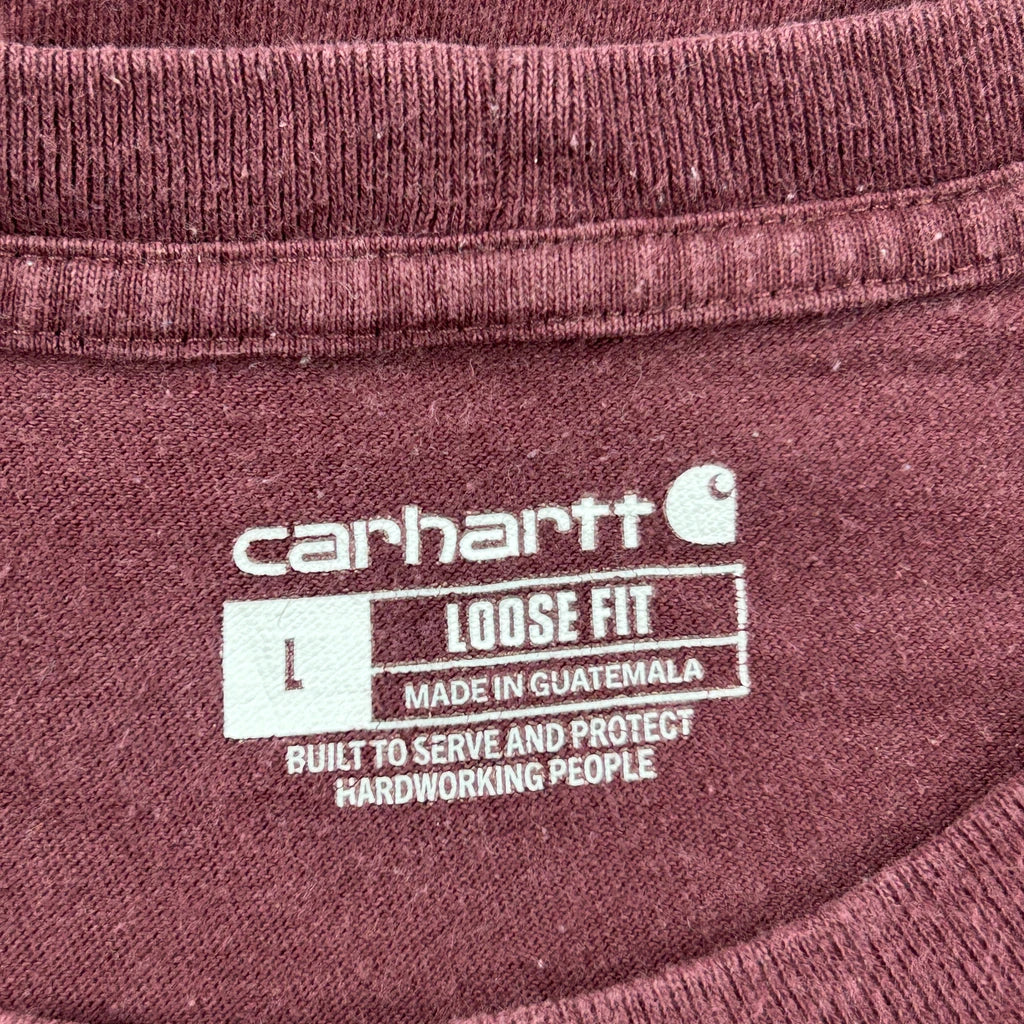 carhartt
L
LOOSE FIT
MADE IN GUATEMALA
BUILT TO SERVE AND PROTECT
HARDWORKING PEOPLE